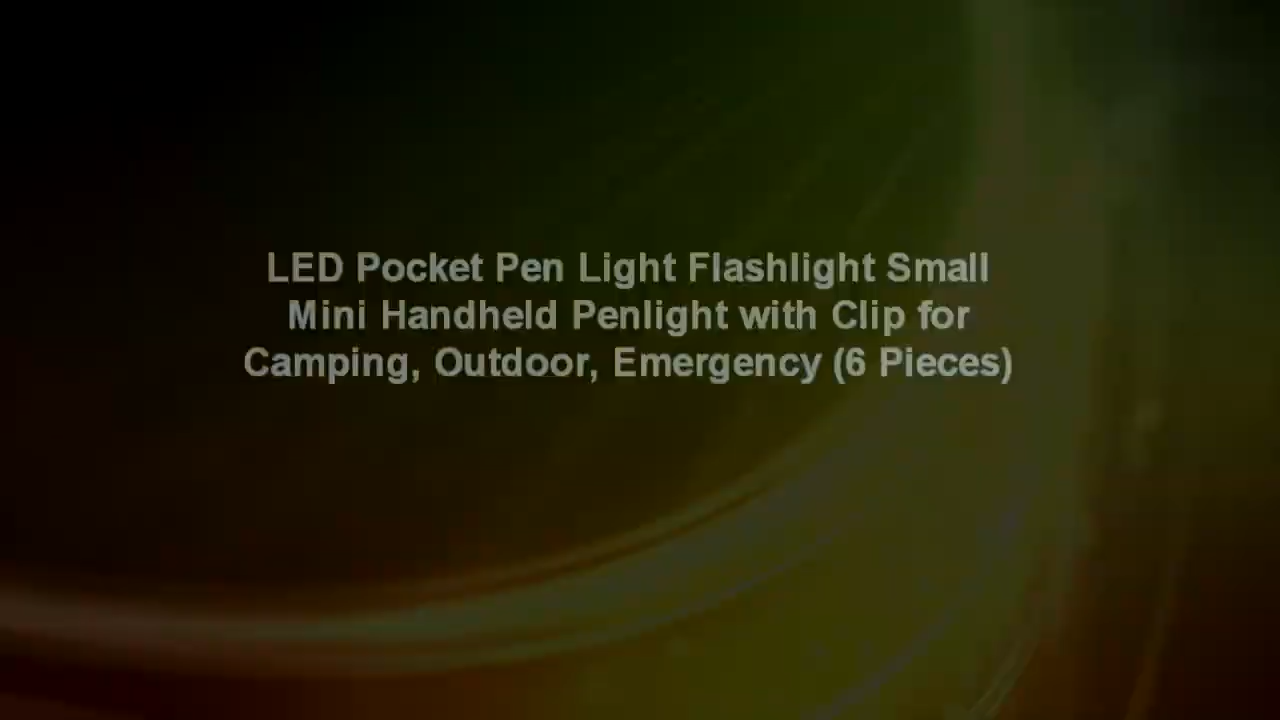 LED Pocket Pen Light Flashlight Small
Mini Handheld Penlight with Clip for
Camping, Outdoor, Emergency (6 Pieces)